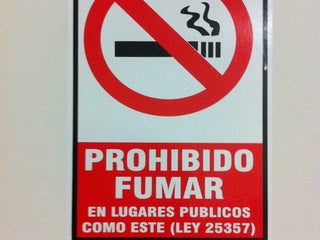 PROHIBIDO
FUMAR
EN LUGARES PUBLICOS
COMO ESTE (LEY 25357)